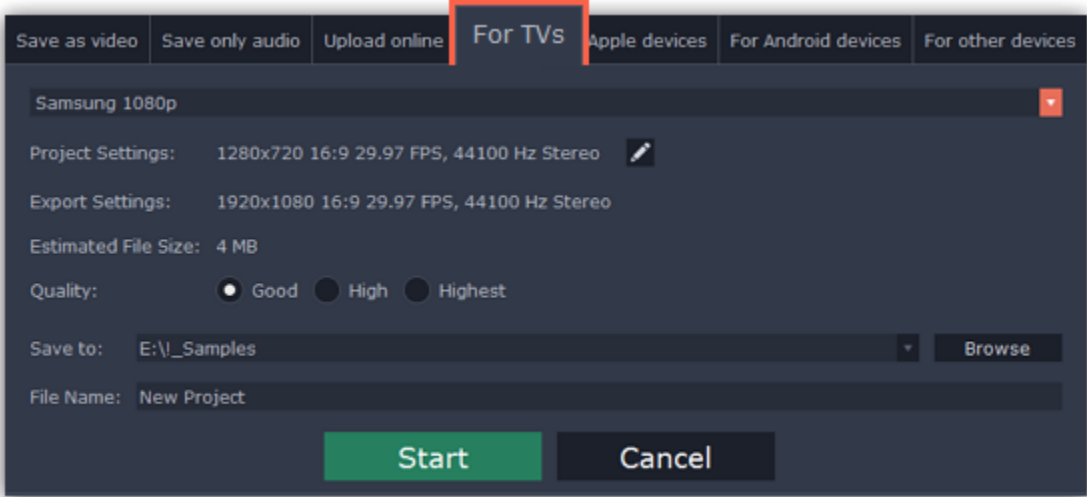 Save as video Save only audio Upload online For TVs Apple devices For Android devices For other devices
Samsung 1080p
Project Settings: 1280x720 16:9 29.97 FPS, 44100 Hz Stereo
Export Settings: 1920x1080 16:9 29.97 FPS, 44100 Hz Stereo
Estimated File Size: 4 MB
Quality: Good High Highest
Save to: E:\!_Samples Browse
File Name: New Project
Start Cancel